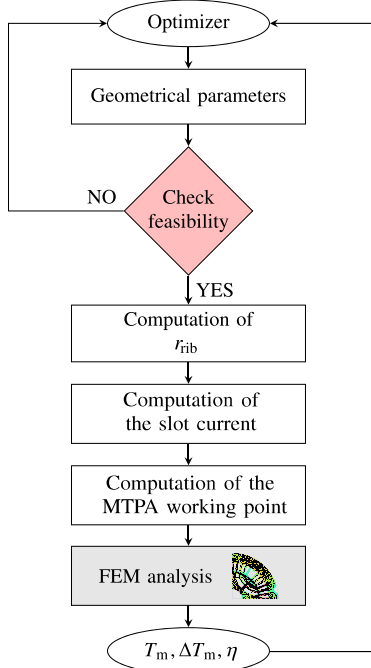 Optimizer
Geometrical parameters
Check
feasibility
NO
YES
Computation of
r_rib
Computation of
the slot current
Computation of the
MTPA working point
FEM analysis
T_m, ΔT_m, η